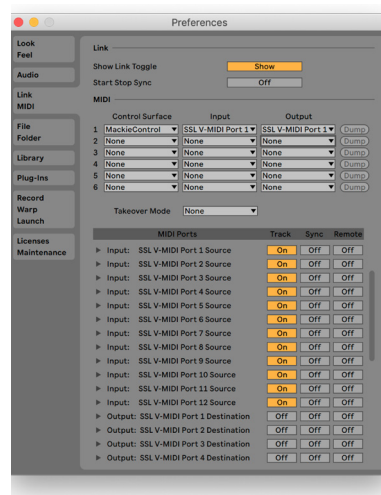 Preferences
Look
Feel
Audio
Link
MIDI
File
Folder
Library
Plug-Ins
Record
Warp
Launch
Licenses
Maintenance
Link
Show Link Toggle Show
Start Stop Sync Off
MIDI
Control Surface Input Output
1 MackieControl SSL V-MIDI Port 1 SSL V-MIDI Port 1 Dump
2 None None None Dump
3 None None None Dump
4 None None None Dump
5 None None None Dump
6 None None None Dump
Takeover Mode None
MIDI Ports Track Sync Remote
Input: SSL V-MIDI Port 1 Source On Off Off
Input: SSL V-MIDI Port 2 Source On Off Off
Input: SSL V-MIDI Port 3 Source On Off Off
Input: SSL V-MIDI Port 4 Source On Off Off
Input: SSL V-MIDI Port 5 Source On Off Off
Input: SSL V-MIDI Port 6 Source On Off Off
Input: SSL V-MIDI Port 7 Source On Off Off
Input: SSL V-MIDI Port 8 Source On Off Off
Input: SSL V-MIDI Port 9 Source On Off Off
Input: SSL V-MIDI Port 10 Source On Off Off
Input: SSL V-MIDI Port 11 Source On Off Off
Input: SSL V-MIDI Port 12 Source On Off Off
Output: SSL V-MIDI Port 1 Destination Off Off Off
Output: SSL V-MIDI Port 2 Destination Off Off Off
Output: SSL V-MIDI Port 3 Destination Off Off Off
Output: SSL V-MIDI Port 4 Destination Off Off Off